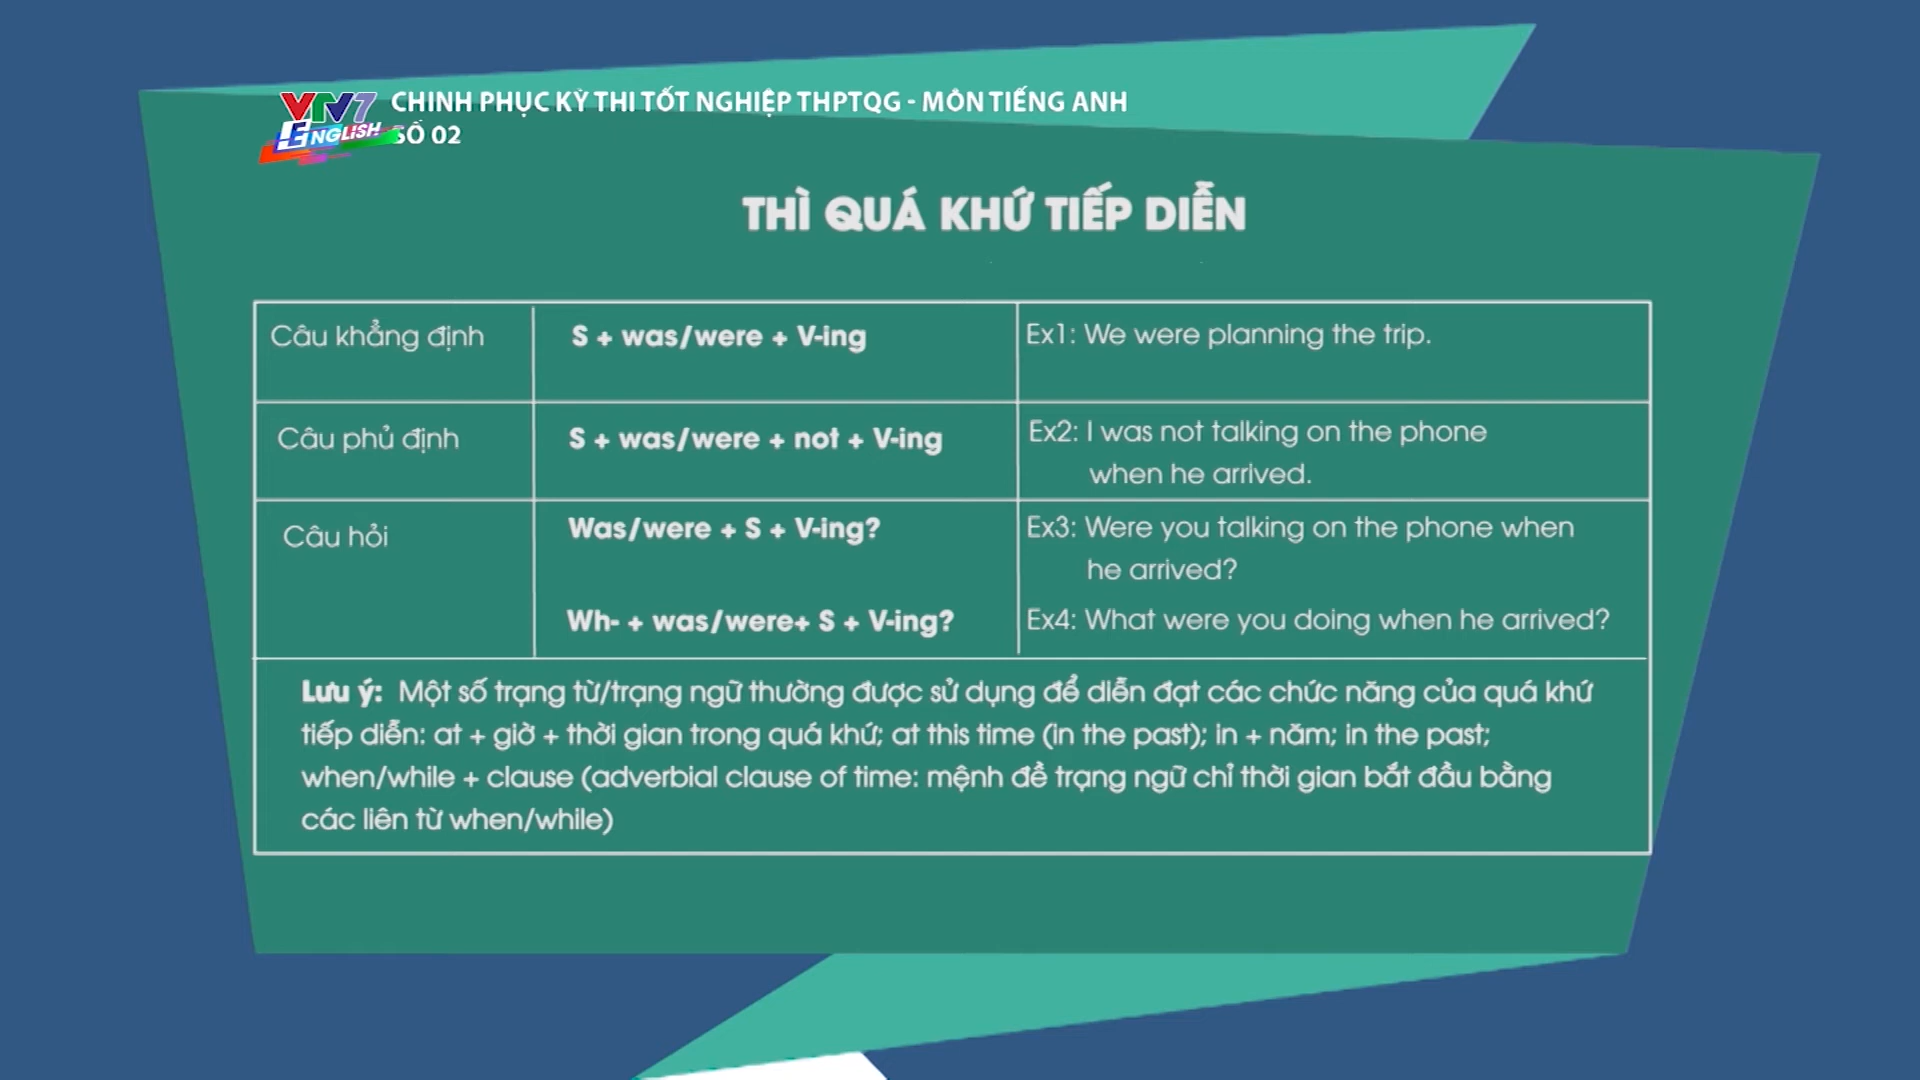 VTV7
ENGLISH
CHINH PHỤC KỲ THI TỐT NGHIỆP THPTQG - MÔN TIẾNG ANH
SỐ 02
THÌ QUÁ KHỨ TIẾP DIỄN
Câu khẳng định
S + was/were + V-ing
Ex1: We were planning the trip.
Câu phủ định
S + was/were + not + V-ing
Ex2: I was not talking on the phone
when he arrived.
Câu hỏi
Was/were + S + V-ing?
Ex3: Were you talking on the phone when
he arrived?
Wh- + was/were+ S + V-ing?
Ex4: What were you doing when he arrived?
Lưu ý: Một số trạng từ/trạng ngữ thường được sử dụng để diễn đạt các chức năng của quá khứ
tiếp diễn: at + giờ + thời gian trong quá khứ; at this time (in the past); in + năm; in the past;
when/while + clause (adverbial clause of time: mệnh đề trạng ngữ chỉ thời gian bắt đầu bằng
các liên từ when/while)